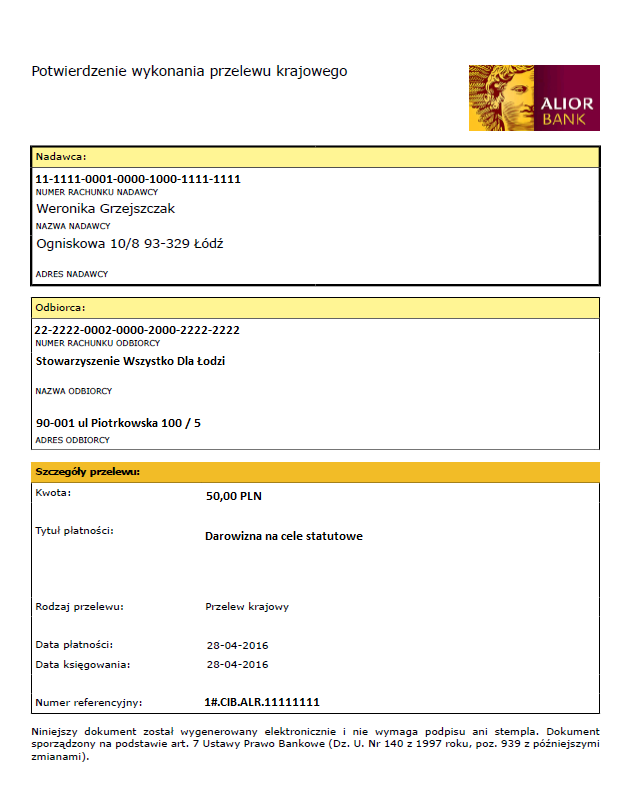 Potwierdzenie wykonania przelewu krajowego
ALIOR
BANK
Nadawca:
11-1111-0001-0000-1000-1111-1111
NUMER RACHUNKU NADAWCY
Weronika Grzejszczak
NAZWA NADAWCY
Ogniskowa 10/8 93-329 Łódź
ADRES NADAWCY
Odbiorca:
22-2222-0002-0000-2000-2222-2222
NUMER RACHUNKU ODBIORCY
Stowarzyszenie Wszystko Dla Łodzi
NAZWA ODBIORCY
90-001 ul Piotrkowska 100 / 5
ADRES ODBIORCY
Szczegóły przelewu:
Kwota: 50,00 PLN
Tytuł płatności: Darowizna na cele statutowe
Rodzaj przelewu: Przelew krajowy
Data płatności: 28-04-2016
Data księgowania: 28-04-2016
Numer referencyjny: 1#.CIB.ALR.11111111
Niniejszy dokument został wygenerowany elektronicznie i nie wymaga podpisu ani stempla. Dokument
sporządzony na podstawie art. 7 Ustawy Prawo Bankowe (Dz. U. Nr 140 z 1997 roku, poz. 939 z późniejszymi
zmianami).